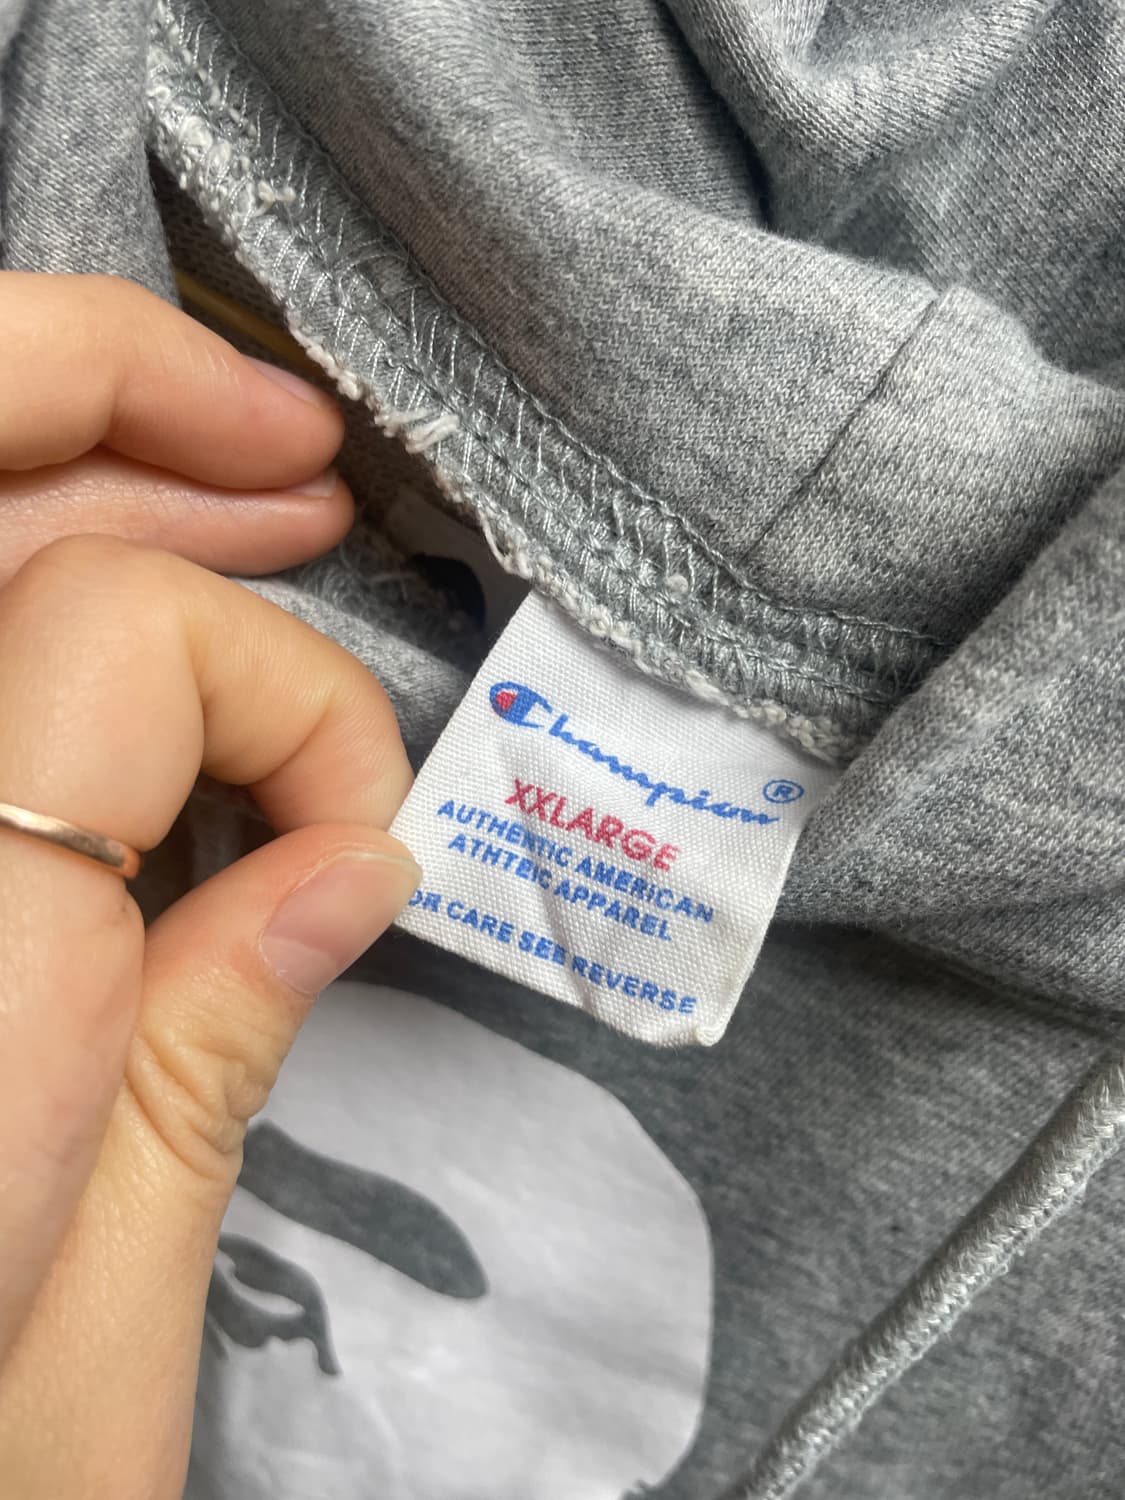 Champion®
XXLARGE
AUTHENTIC AMERICAN
ATHTEIC APPAREL
OR CARE SEE REVERSE